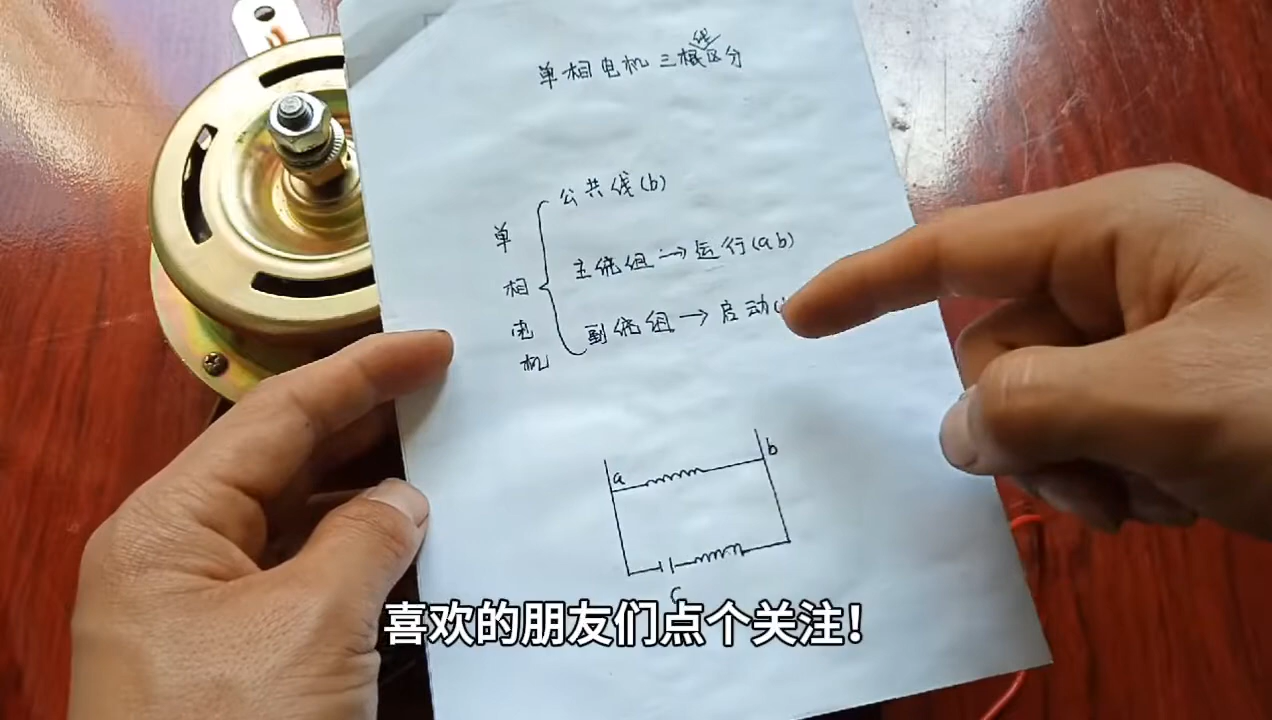 单相电机三根线区分
单相电机
公共线(b)
主绕组→运行(ab)
副绕组→启动(
a
b
C
喜欢的朋友们点个关注！